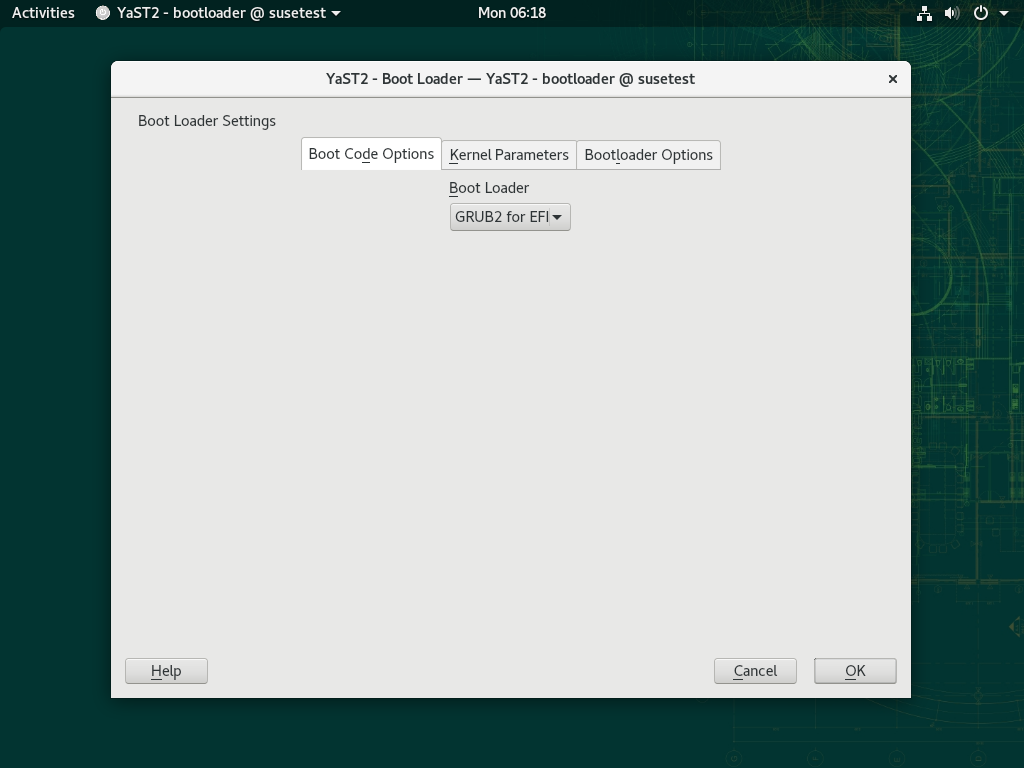 Activities YaST2 - bootloader @ susetest Mon 06:18
YaST2 - Boot Loader — YaST2 - bootloader @ susetest
Boot Loader Settings
Boot Code Options Kernel Parameters Bootloader Options
Boot Loader
GRUB2 for EFI
Help Cancel OK